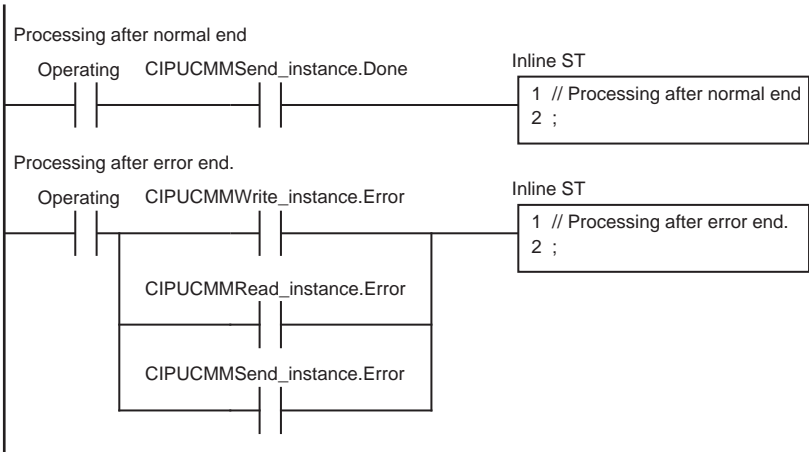 Processing after normal end
Operating CIPUCMMSend_instance.Done Inline ST
1 // Processing after normal end
2 ;
Processing after error end.
Operating CIPUCMMWrite_instance.Error Inline ST
1 // Processing after error end.
2 ;
CIPUCMMRead_instance.Error
CIPUCMMSend_instance.Error